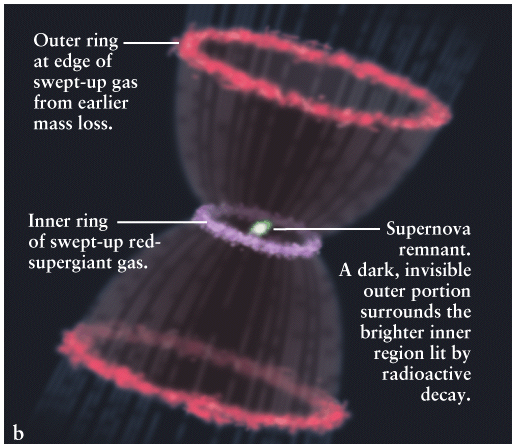 Outer ring
at edge of
swept-up gas
from earlier
mass loss.
Inner ring
of swept-up red-
supergiant gas.
Supernova
remnant.
A dark, invisible
outer portion
surrounds the
brighter inner
region lit by
radioactive
decay.
b